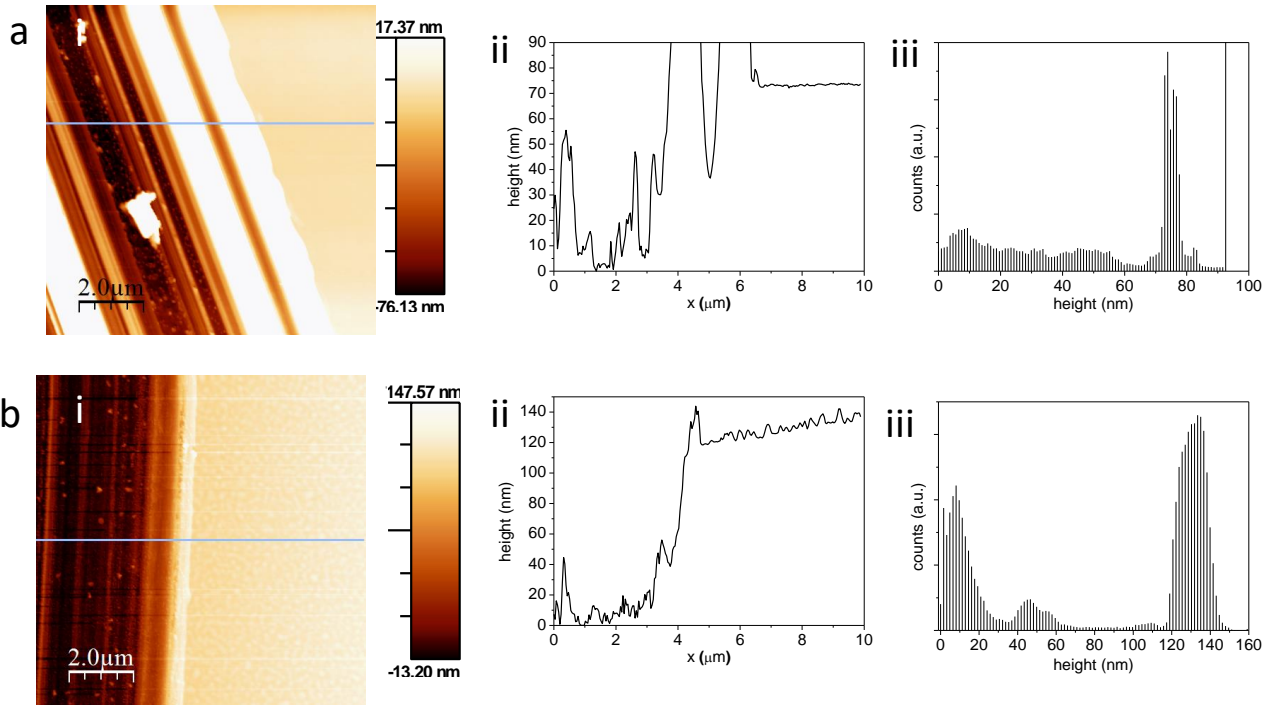 a
i
17.37 nm
-76.13 nm
2.0µm
ii
height (nm)
90
80
70
60
50
40
30
20
10
0
0 2 4 6 8 10
x (µm)
iii
counts (a.u.)
0 20 40 60 80 100
height (nm)
b
i
147.57 nm
-13.20 nm
2.0µm
ii
height (nm)
140
120
100
80
60
40
20
0
0 2 4 6 8 10
x (µm)
iii
counts (a.u.)
0 20 40 60 80 100 120 140 160
height (nm)